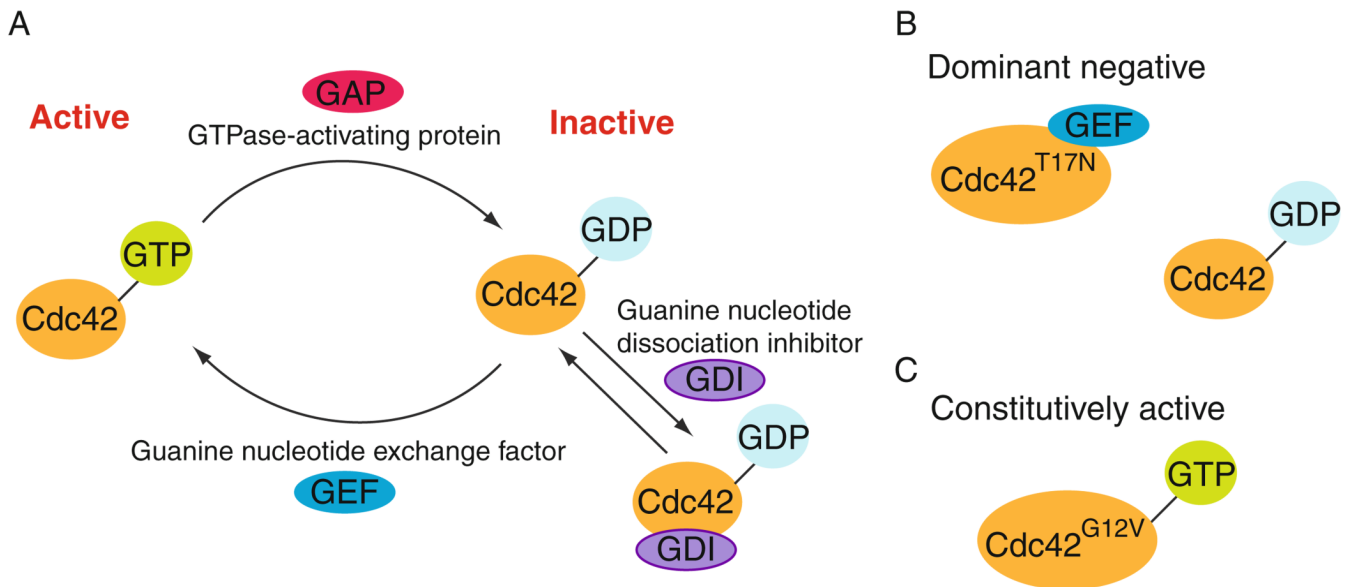 A
GAP
Active
GTPase-activating protein
Inactive
GTP
Cdc42
GDP
Cdc42
Guanine nucleotide
dissociation inhibitor
GDI
Guanine nucleotide exchange factor
GEF
GDP
Cdc42
GDI
B
Dominant negative
GEF
Cdc42T17N
GDP
Cdc42
C
Constitutively active
GTP
Cdc42G12V